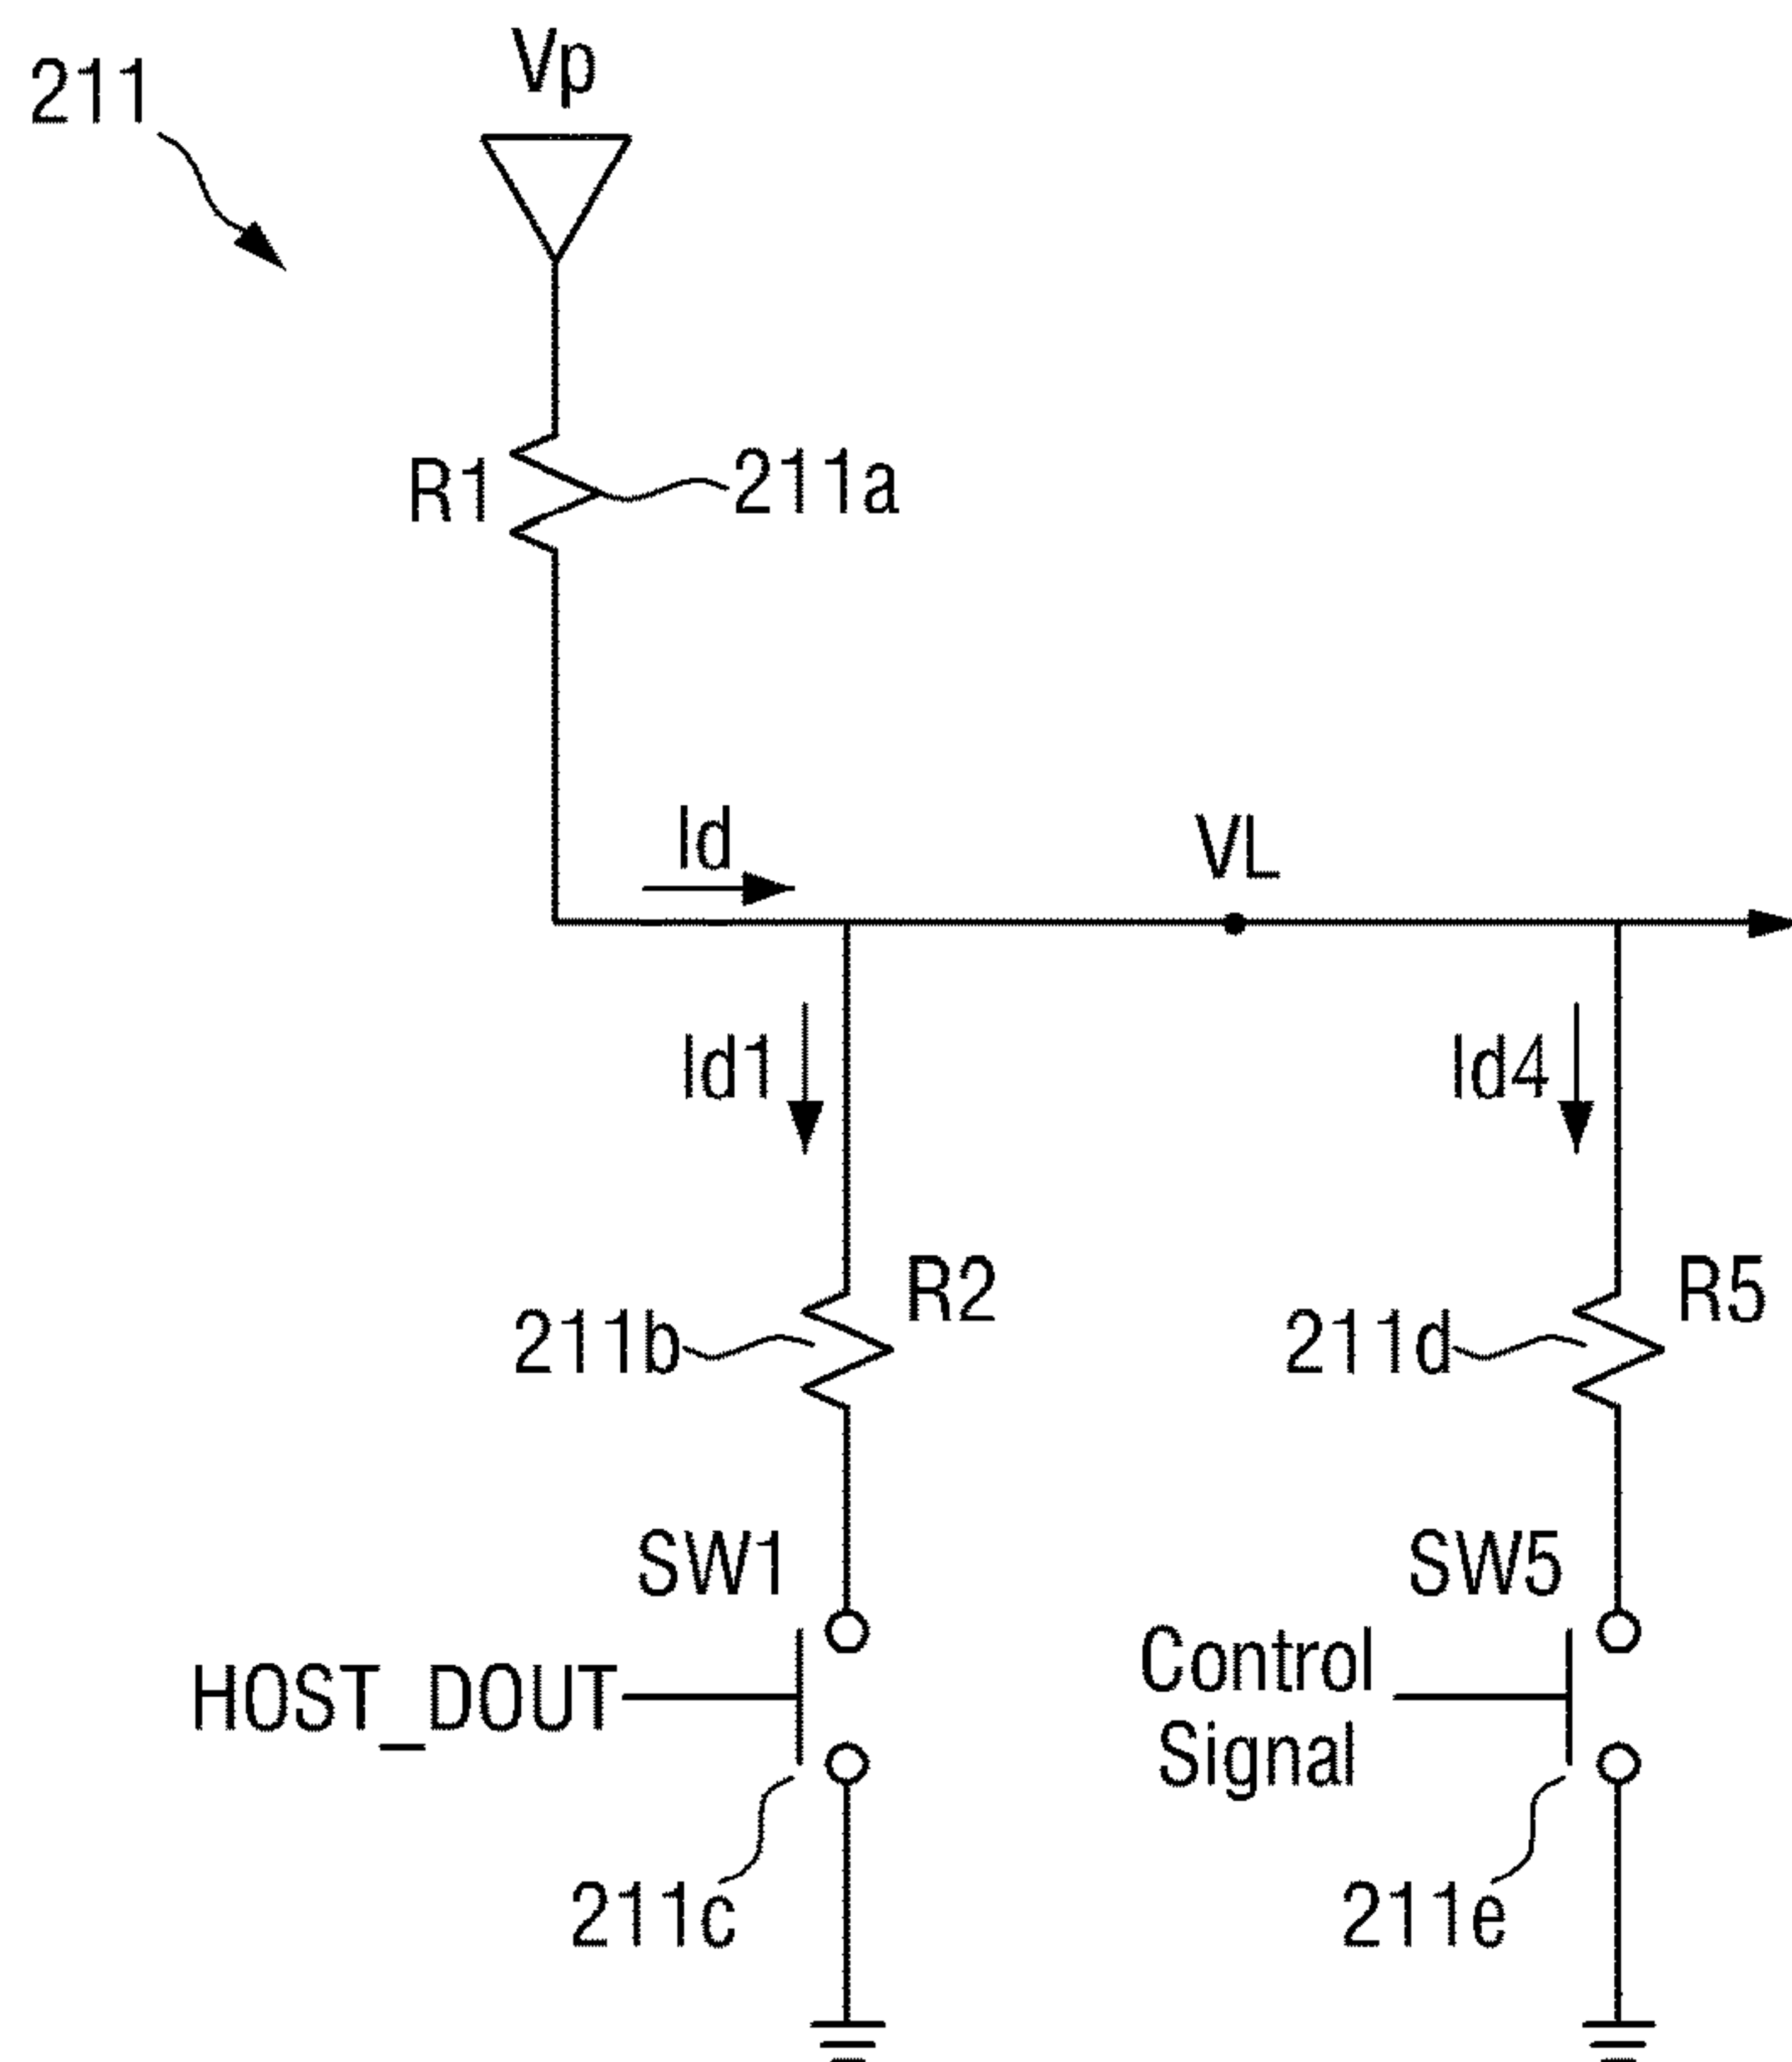 211
Vp
R1
211a
Id
VL
Id1
Id4
R2
R5
211b
211d
SW1
SW5
HOST_DOUT
Control
Signal
211c
211e